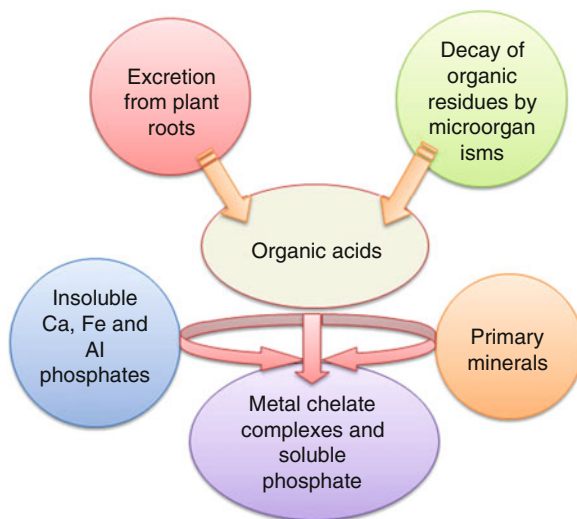 Excretion
from plant
roots
Decay of
organic
residues by
microorgan
isms
Organic acids
Insoluble
Ca, Fe and
Al
phosphates
Primary
minerals
Metal chelate
complexes and
soluble
phosphate